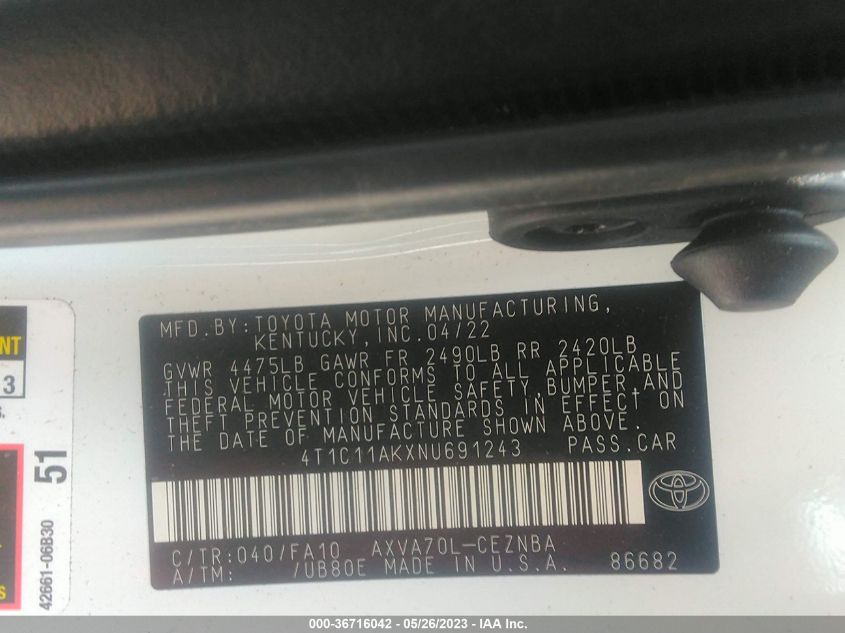 MFD.BY:TOYOTA MOTOR MANUFACTURING,
KENTUCKY,INC.04/22
GVWR 4475LB GAWR FR 2490LB RR 2420LB
THIS VEHICLE CONFORMS TO ALL APPLICABLE
FEDERAL MOTOR VEHICLE SAFETY,BUMPER,AND
THEFT PREVENTION STANDARDS IN EFFECT ON
THE DATE OF MANUFACTURE SHOWN ABOVE.
4T1C11AKXNU691243 PASS.CAR
C/TR:040/FA10 AXVA70L-CEZNBA
A/TM: /UB80E MADE IN U.S.A. 86682
NT
3
S.
51
42661-06B30
S
000-36716042 — 05/26/2023 — IAA Inc.